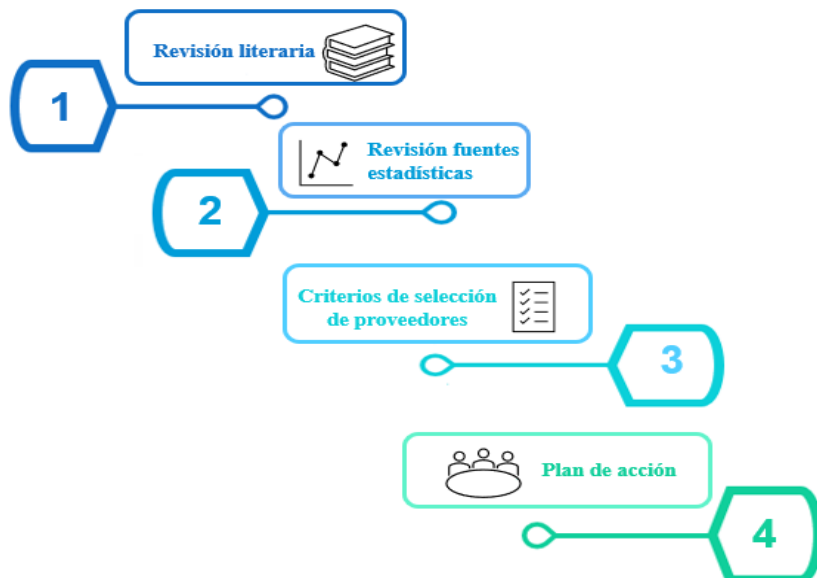 Revisión literaria
1
Revisión fuentes
estadísticas
2
Criterios de selección
de proveedores
3
Plan de acción
4